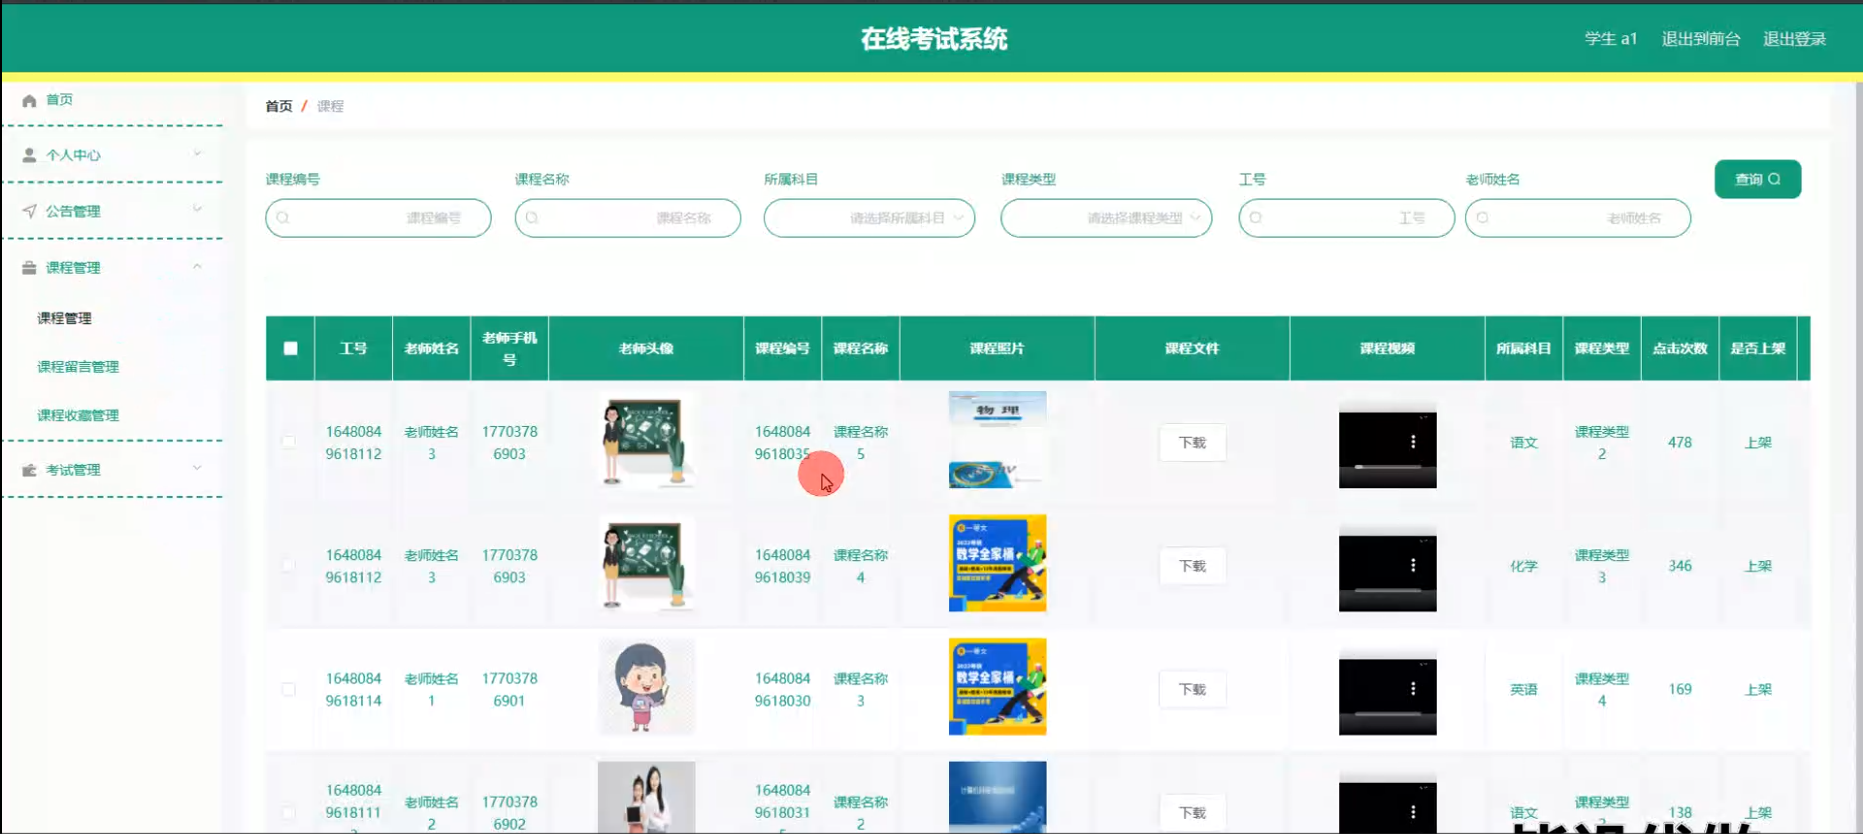 在线考试系统
学生 a1 退出到前台 退出登录
首页
个人中心
公告管理
课程管理
课程管理
课程留言管理
课程收藏管理
考试管理
首页 / 课程
课程编号 课程名称 所属科目 课程类型 工号 老师姓名 查询
课程编号 课程名称 请选择所属科目 请选择课程类型 工号 老师姓名
工号 老师姓名 老师手机号 老师头像 课程编号 课程名称 课程照片 课程文件 课程视频 所属科目 课程类型 点击次数 是否上架
16480849618112 老师姓名3 17703786903 16480849618035 课程名称5 物理 下载 语文 课程类型2 478 上架
16480849618112 老师姓名3 17703786903 16480849618039 课程名称4 一等文 数学全家桶 下载 化学 课程类型3 346 上架
16480849618114 老师姓名1 17703786901 16480849618030 课程名称3 一等文 数学全家桶 下载 英语 课程类型4 169 上架
16480849618111 老师姓名2 17703786902 16480849618031 课程名称2 下载 语文 课程类型 138 上架